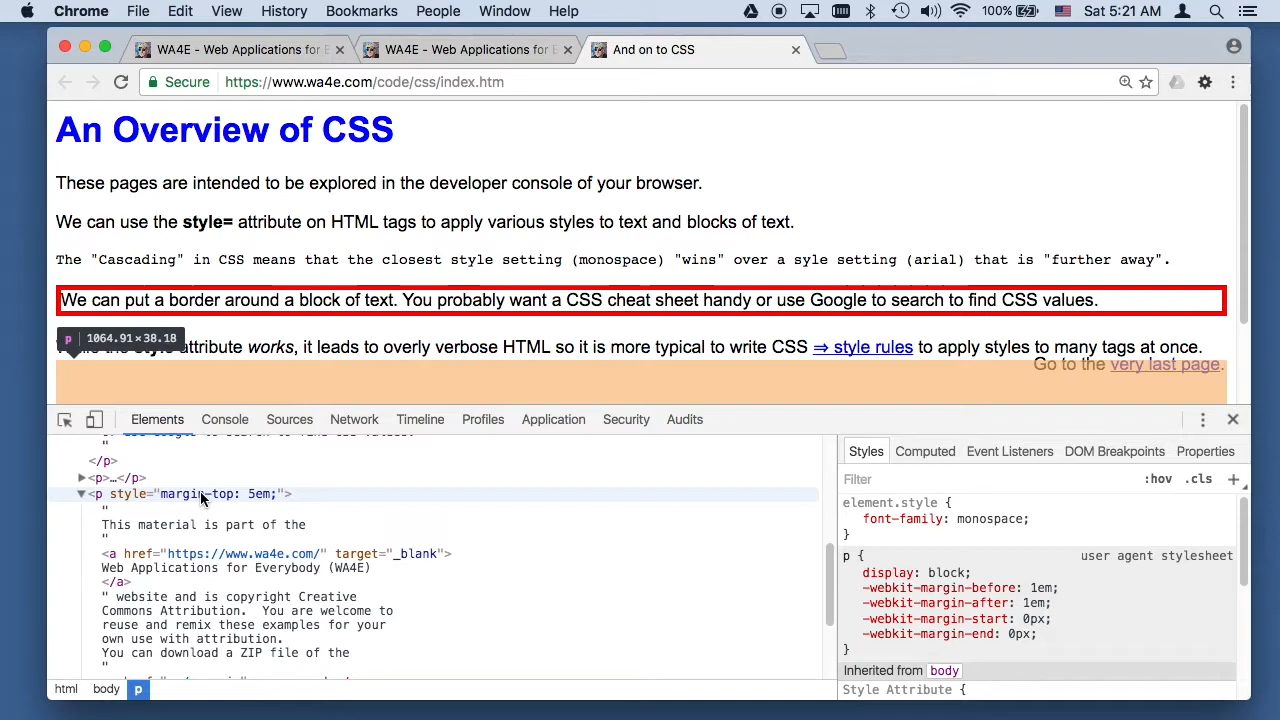 Chrome File Edit View History Bookmarks People Window Help 100% Sat 5:21 AM
WA4E - Web Applications for E WA4E - Web Applications for E And on to CSS
Secure https://www.wa4e.com/code/css/index.htm
An Overview of CSS
These pages are intended to be explored in the developer console of your browser.
We can use the style= attribute on HTML tags to apply various styles to text and blocks of text.
The "Cascading" in CSS means that the closest style setting (monospace) "wins" over a syle setting (arial) that is "further away".
We can put a border around a block of text. You probably want a CSS cheat sheet handy or use Google to search to find CSS values.
p 1064.91×38.18
attribute works, it leads to overly verbose HTML so it is more typical to write CSS ⇒ style rules to apply styles to many tags at once.
Go to the very last page.
Elements Console Sources Network Timeline Profiles Application Security Audits
"
</p>
<p>…</p>
<p style="margin-top: 5em;">
"
This material is part of the
"
<a href="https://www.wa4e.com/" target="_blank">
Web Applications for Everybody (WA4E)
</a>
" website and is copyright Creative
Commons Attribution. You are welcome to
reuse and remix these examples for your
own use with attribution.
You can download a ZIP file of the
"
html body p
Styles Computed Event Listeners DOM Breakpoints Properties
Filter :hov .cls +
element.style {
font-family: monospace;
}
p { user agent stylesheet
display: block;
-webkit-margin-before: 1em;
-webkit-margin-after: 1em;
-webkit-margin-start: 0px;
-webkit-margin-end: 0px;
}
Inherited from body
Style Attribute {